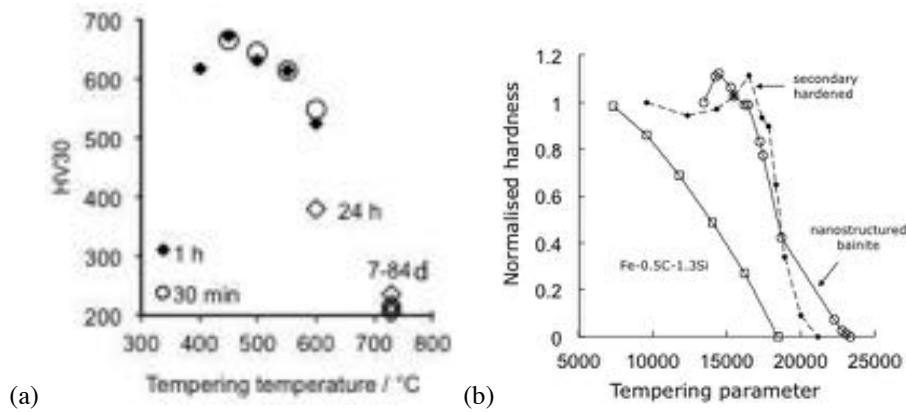 700
600
500
400
300
200
HV30
24 h
7-84 d
1 h
30 min
300 400 500 600 700 800
Tempering temperature / °C
(a)
1.2
1
0.8
0.6
0.4
0.2
0
Normalised hardness
secondary
hardened
nanostructured
bainite
Fe-0.5C-1.3Si
5000 10000 15000 20000 25000
Tempering parameter
(b)